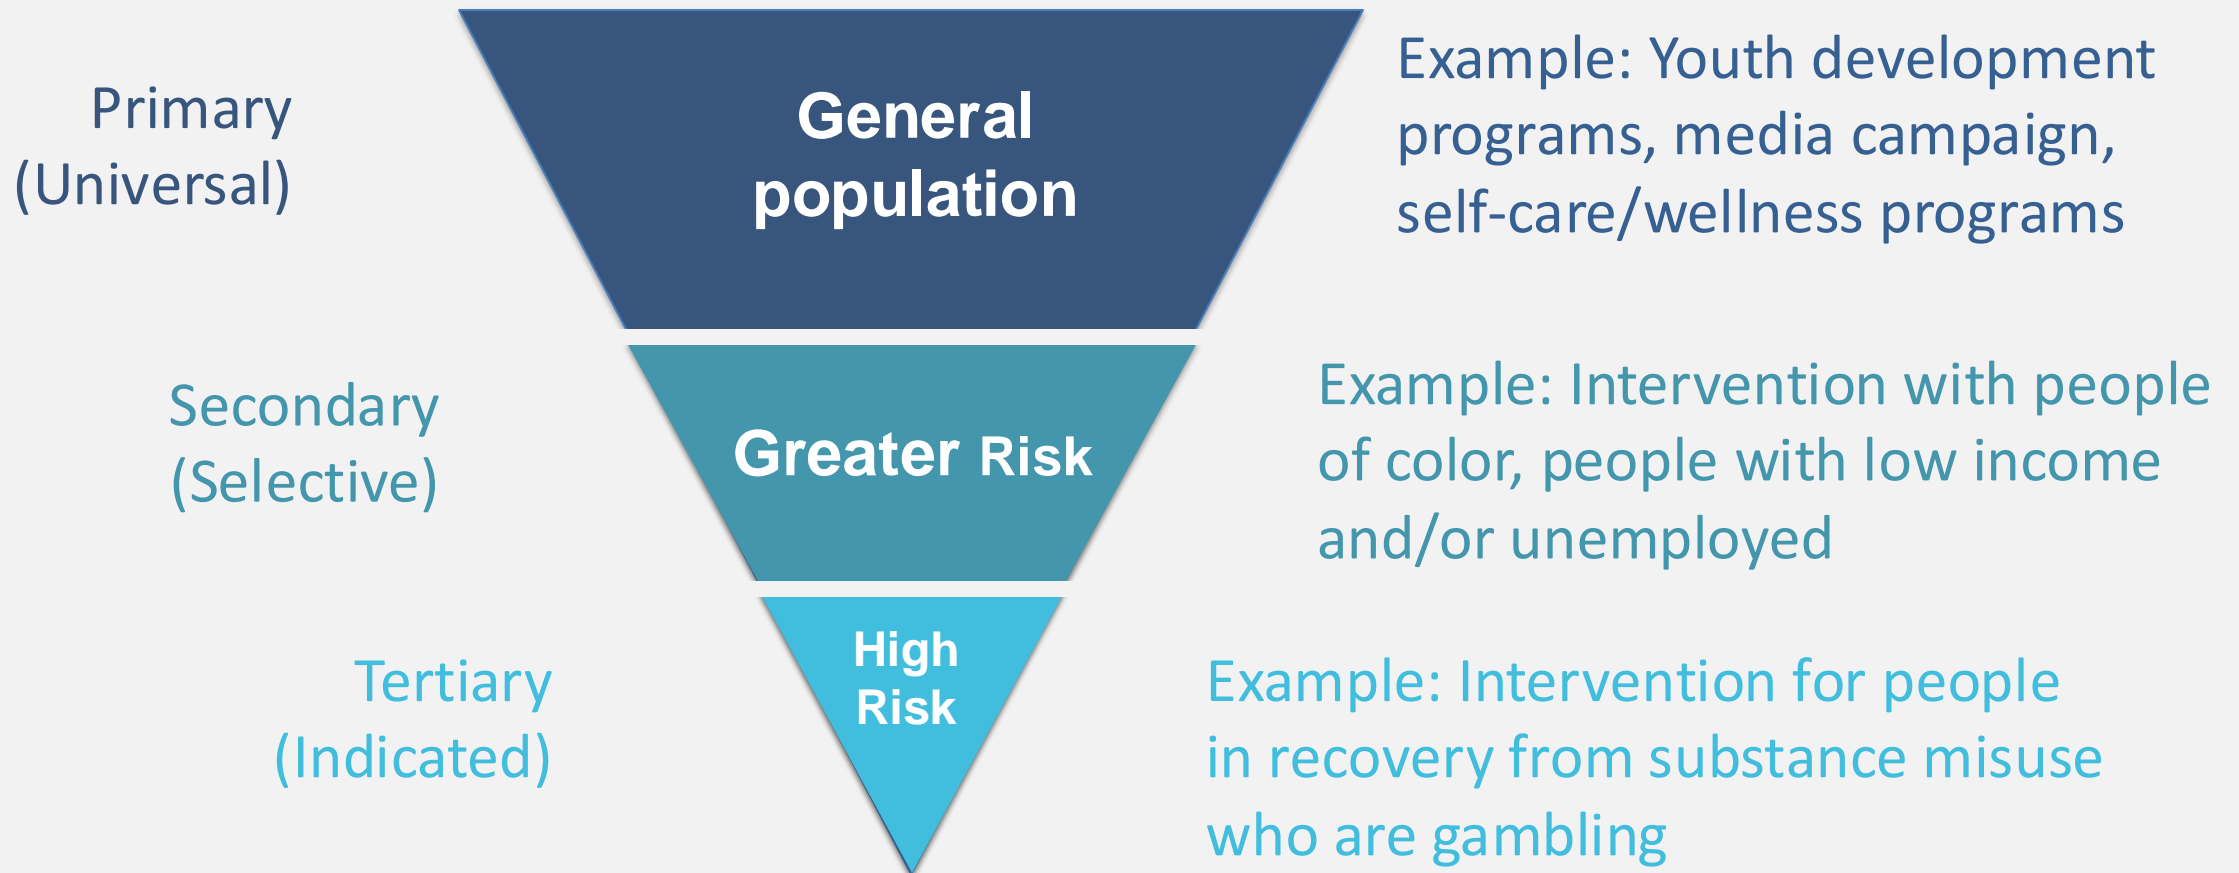 Primary
(Universal)
General
population
Example: Youth development
programs, media campaign,
self-care/wellness programs
Secondary
(Selective)
Greater Risk
Example: Intervention with people
of color, people with low income
and/or unemployed
Tertiary
(Indicated)
High
Risk
Example: Intervention for people
in recovery from substance misuse
who are gambling